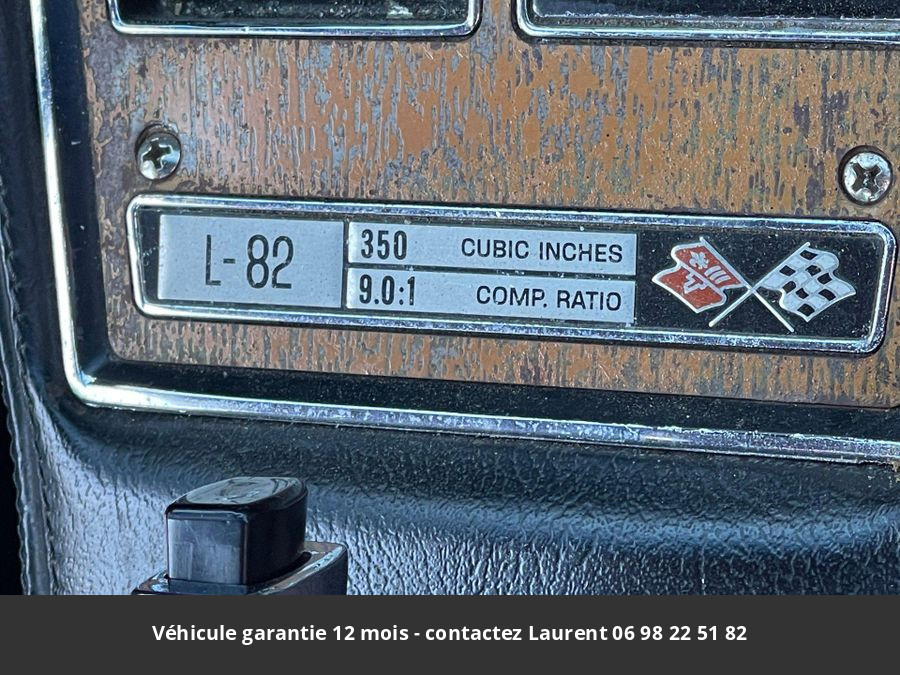 L-82
350 CUBIC INCHES
9.0:1 COMP. RATIO
Véhicule garantie 12 mois - contactez Laurent 06 98 22 51 82